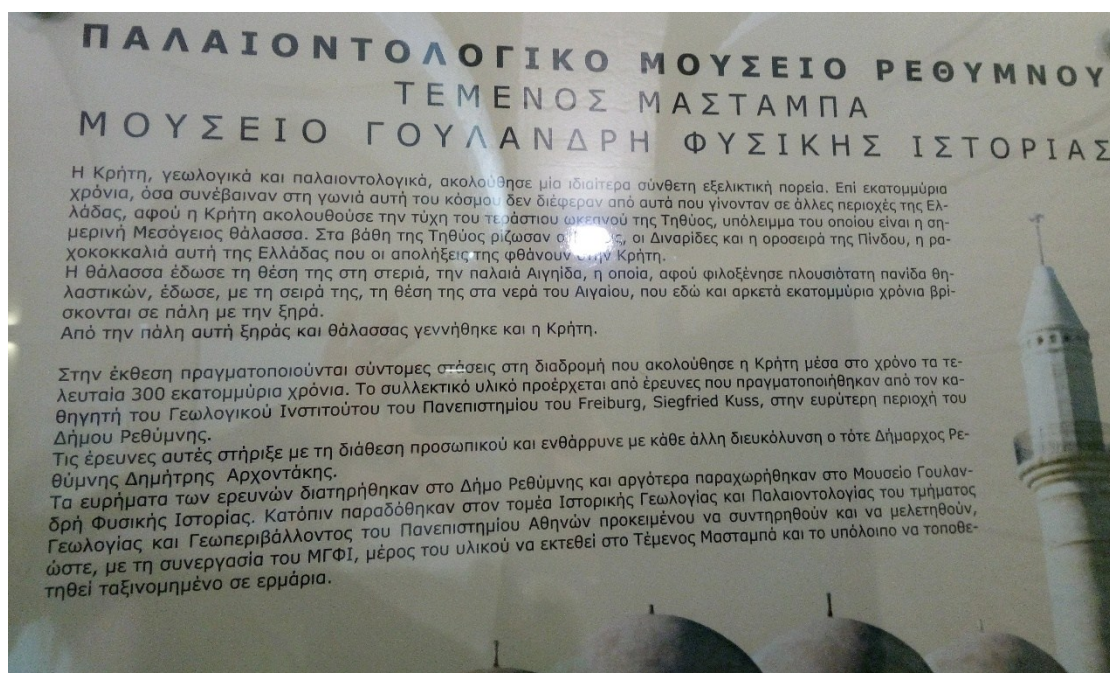 ΠΑΛΑΙΟΝΤΟΛΟΓΙΚΟ ΜΟΥΣΕΙΟ ΡΕΘΥΜΝΟΥ
ΤΕΜΕΝΟΣ ΜΑΣΤΑΜΠΑ
ΜΟΥΣΕΙΟ ΓΟΥΛΑΝΔΡΗ ΦΥΣΙΚΗΣ ΙΣΤΟΡΙΑΣ
Η Κρήτη, γεωλογικά και παλαιοντολογικά, ακολούθησε μία ιδιαίτερα σύνθετη εξελικτική πορεία. Επί εκατομμύρια
χρόνια, όσα συνέβαιναν στη γωνιά αυτή του κόσμου δεν διέφεραν από αυτά που γίνονταν σε άλλες περιοχές της Ελ-
λάδας, αφού η Κρήτη ακολουθούσε την τύχη του τεράστιου ωκεανού της Τηθύος, υπόλειμμα του οποίου είναι η ση-
μερινή Μεσόγειος θάλασσα. Στα βάθη της Τηθύος ρίζωσαν οι Διναρίδες και η οροσειρά της Πίνδου, η ρα-
χοκοκκαλιά αυτή της Ελλάδας που οι απολήξεις της φθάνουν στην Κρήτη.
Η θάλασσα έδωσε τη θέση της στη στεριά, την παλαιά Αιγηίδα, η οποία, αφού φιλοξένησε πλουσιότατη πανίδα θη-
λαστικών, έδωσε, με τη σειρά της, τη θέση της στα νερά του Αιγαίου, που εδώ και αρκετά εκατομμύρια χρόνια βρί-
σκονται σε πάλη με την ξηρά.
Από την πάλη αυτή ξηράς και θάλασσας γεννήθηκε και η Κρήτη.
Στην έκθεση πραγματοποιούνται σύντομες στάσεις στη διαδρομή που ακολούθησε η Κρήτη μέσα στο χρόνο τα τε-
λευταία 300 εκατομμύρια χρόνια. Το συλλεκτικό υλικό προέρχεται από έρευνες που πραγματοποιήθηκαν από τον κα-
θηγητή του Γεωλογικού Ινστιτούτου του Πανεπιστημίου του Freiburg, Siegfried Kuss, στην ευρύτερη περιοχή του
Δήμου Ρεθύμνης.
Τις έρευνες αυτές στήριξε με τη διάθεση προσωπικού και ενθάρρυνε με κάθε άλλη διευκόλυνση ο τότε Δήμαρχος Ρε-
θύμνης Δημήτρης Αρχοντάκης.
Τα ευρήματα των ερευνών διατηρήθηκαν στο Δήμο Ρεθύμνης και αργότερα παραχωρήθηκαν στο Μουσείο Γουλαν-
δρή Φυσικής Ιστορίας. Κατόπιν παραδόθηκαν στον τομέα Ιστορικής Γεωλογίας και Παλαιοντολογίας του τμήματος
Γεωλογίας και Γεωπεριβάλλοντος του Πανεπιστημίου Αθηνών προκειμένου να συντηρηθούν και να μελετηθούν,
ώστε, με τη συνεργασία του ΜΓΦΙ, μέρος του υλικού να εκτεθεί στο Τέμενος Μασταμπά και το υπόλοιπο να τοποθε-
τηθεί ταξινομημένο σε ερμάρια.